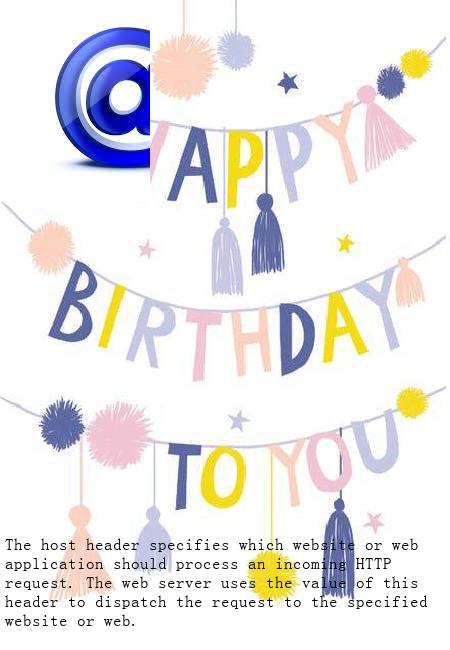 @
APPY
BIRTHDAY
TO YOU
The host header specifies which website or web
application should process an incoming HTTP
request. The web server uses the value of this
header to dispatch the request to the specified
website or web.